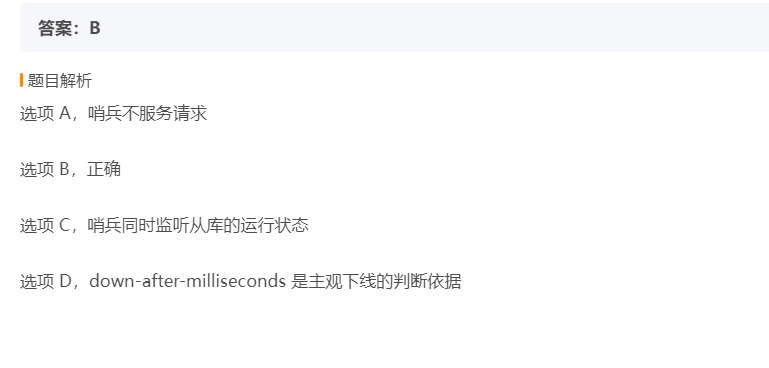 答案：B
题目解析
选项 A，哨兵不服务请求
选项 B，正确
选项 C，哨兵同时监听从库的运行状态
选项 D，down-after-milliseconds 是主观下线的判断依据